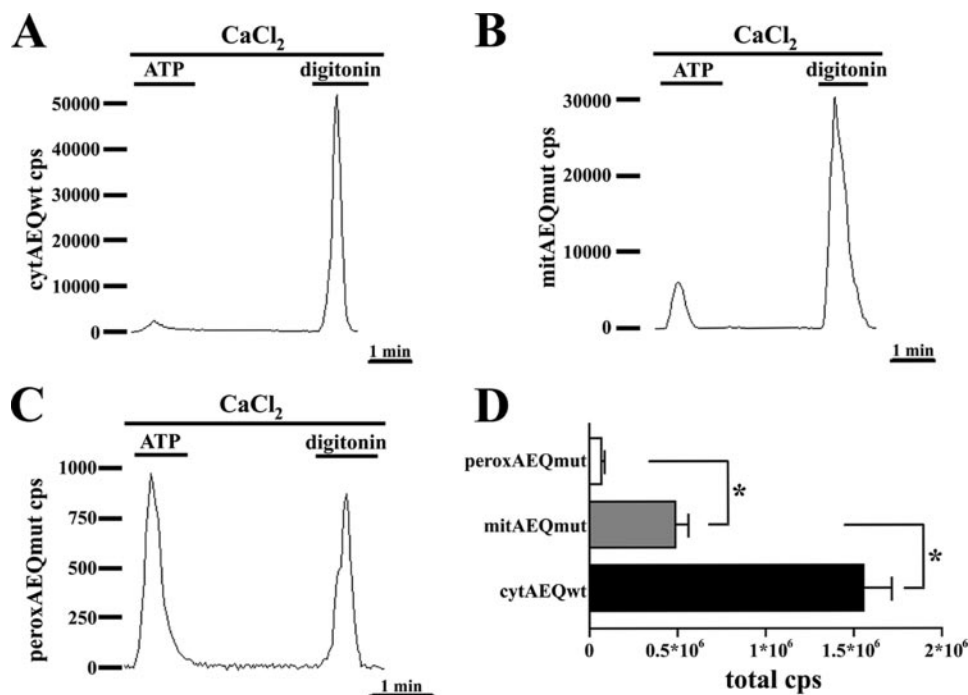 A
CaCl2
ATP
digitonin
50000
40000
30000
20000
10000
0
cytAEQwt cps
1 min
B
CaCl2
ATP
digitonin
30000
20000
10000
0
mitAEQmut cps
1 min
C
CaCl2
ATP
digitonin
1000
750
500
250
0
peroxAEQmut cps
1 min
D
peroxAEQmut
mitAEQmut
cytAEQwt
*
*
0 0.5*10^6 1*10^6 1.5*10^6 2*10^6
total cps